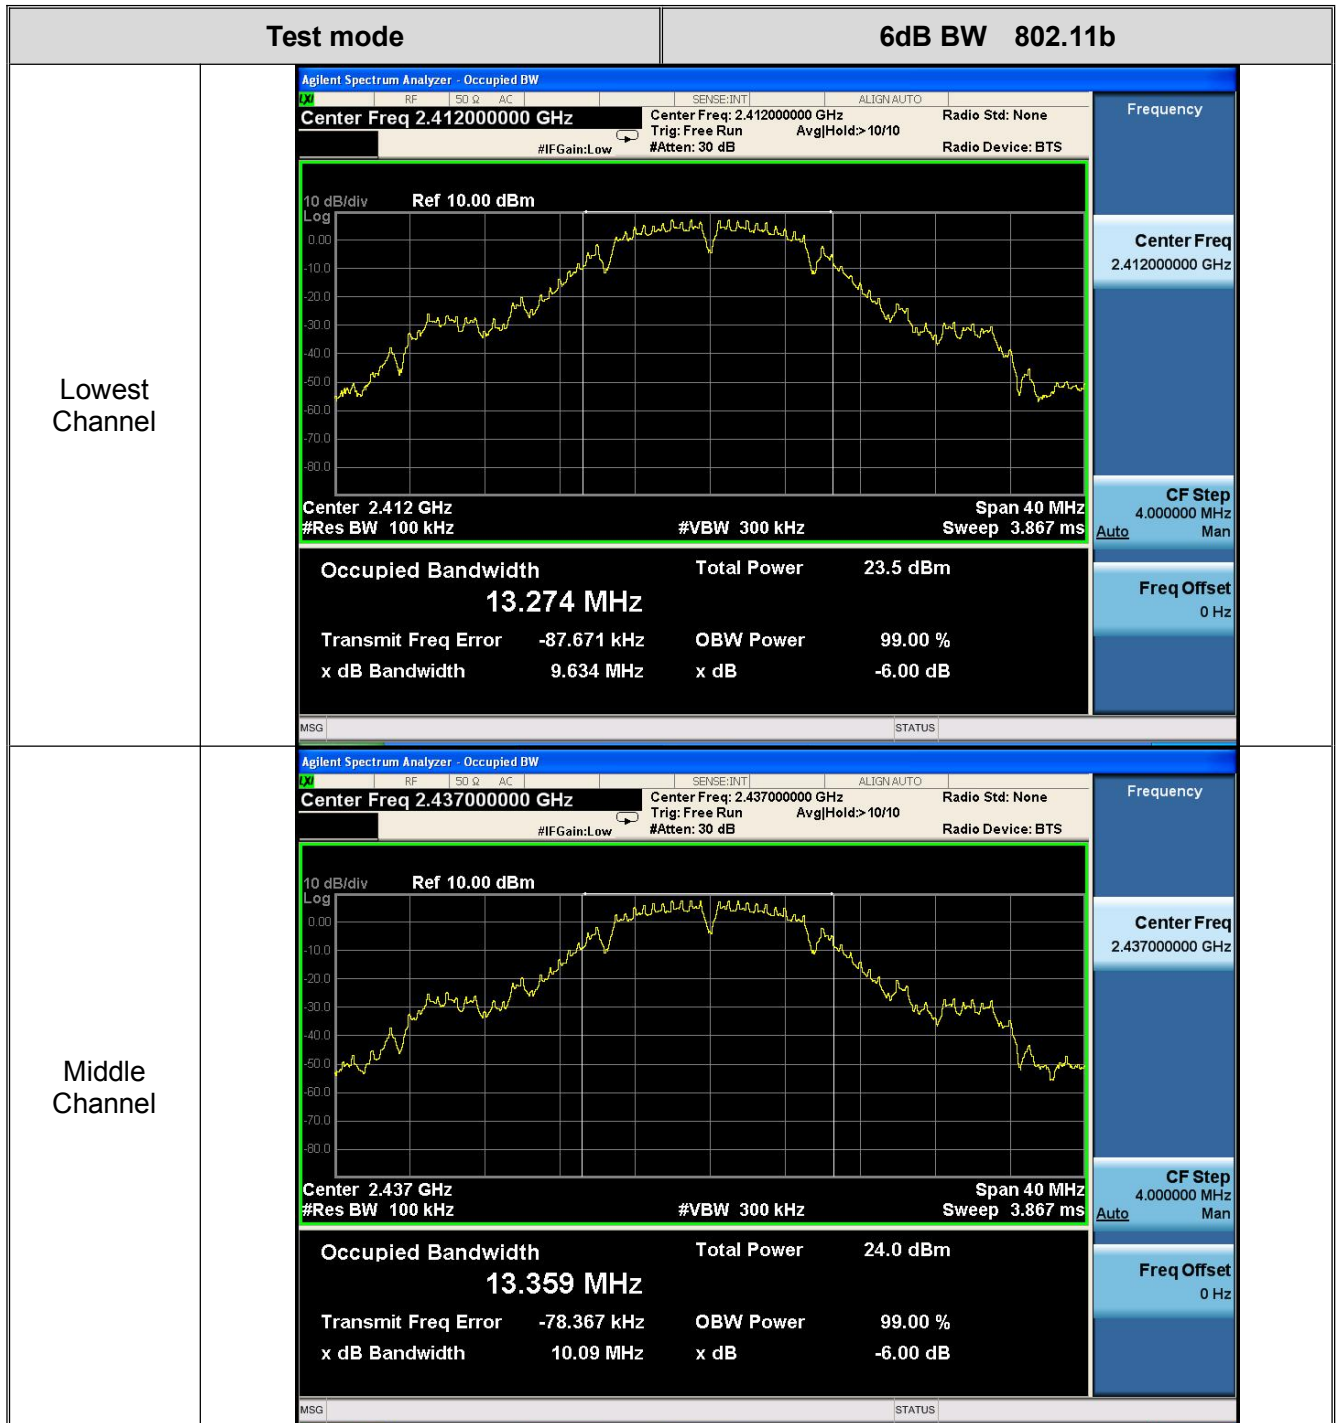 Test mode
6dB BW 802.11b
Lowest
Channel
Agilent Spectrum Analyzer - Occupied BW
LXI RF 50 Ω AC SENSE:INT ALIGN AUTO
Center Freq 2.412000000 GHz
Center Freq: 2.412000000 GHz
Radio Std: None
Trig: Free Run Avg|Hold:>10/10
#IFGain:Low
#Atten: 30 dB
Radio Device: BTS
10 dB/div Ref 10.00 dBm
Log
0.00
-10.0
-20.0
-30.0
-40.0
-50.0
-60.0
-70.0
-80.0
Center 2.412 GHz Span 40 MHz
#Res BW 100 kHz #VBW 300 kHz Sweep 3.867 ms
Occupied Bandwidth Total Power 23.5 dBm
13.274 MHz
Transmit Freq Error -87.671 kHz OBW Power 99.00 %
x dB Bandwidth 9.634 MHz x dB -6.00 dB
MSG STATUS
Frequency
Center Freq
2.412000000 GHz
CF Step
4.000000 MHz
Auto Man
Freq Offset
0 Hz
Middle
Channel
Agilent Spectrum Analyzer - Occupied BW
LXI RF 50 Ω AC SENSE:INT ALIGN AUTO
Center Freq 2.437000000 GHz
Center Freq: 2.437000000 GHz
Radio Std: None
Trig: Free Run Avg|Hold:>10/10
#IFGain:Low
#Atten: 30 dB
Radio Device: BTS
10 dB/div Ref 10.00 dBm
Log
0.00
-10.0
-20.0
-30.0
-40.0
-50.0
-60.0
-70.0
-80.0
Center 2.437 GHz Span 40 MHz
#Res BW 100 kHz #VBW 300 kHz Sweep 3.867 ms
Occupied Bandwidth Total Power 24.0 dBm
13.359 MHz
Transmit Freq Error -78.367 kHz OBW Power 99.00 %
x dB Bandwidth 10.09 MHz x dB -6.00 dB
MSG STATUS
Frequency
Center Freq
2.437000000 GHz
CF Step
4.000000 MHz
Auto Man
Freq Offset
0 Hz